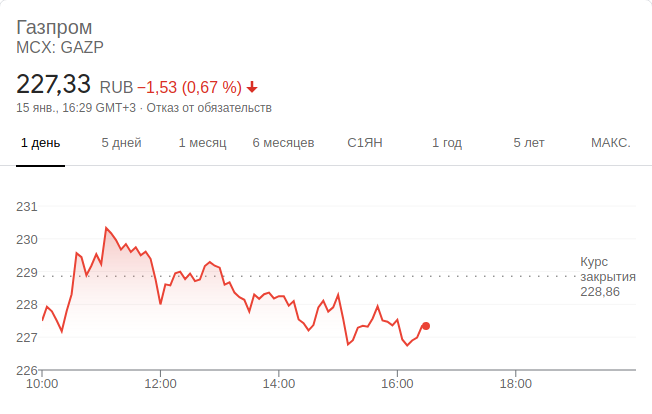 Газпром
MCX: GAZP
227,33 RUB −1,53 (0,67 %)
15 янв., 16:29 GMT+3 · Отказ от обязательств
1 день 5 дней 1 месяц 6 месяцев С1ЯН 1 год 5 лет МАКС.
231
230
229
228
227
226
Курс
закрытия
228,86
10:00 12:00 14:00 16:00 18:00